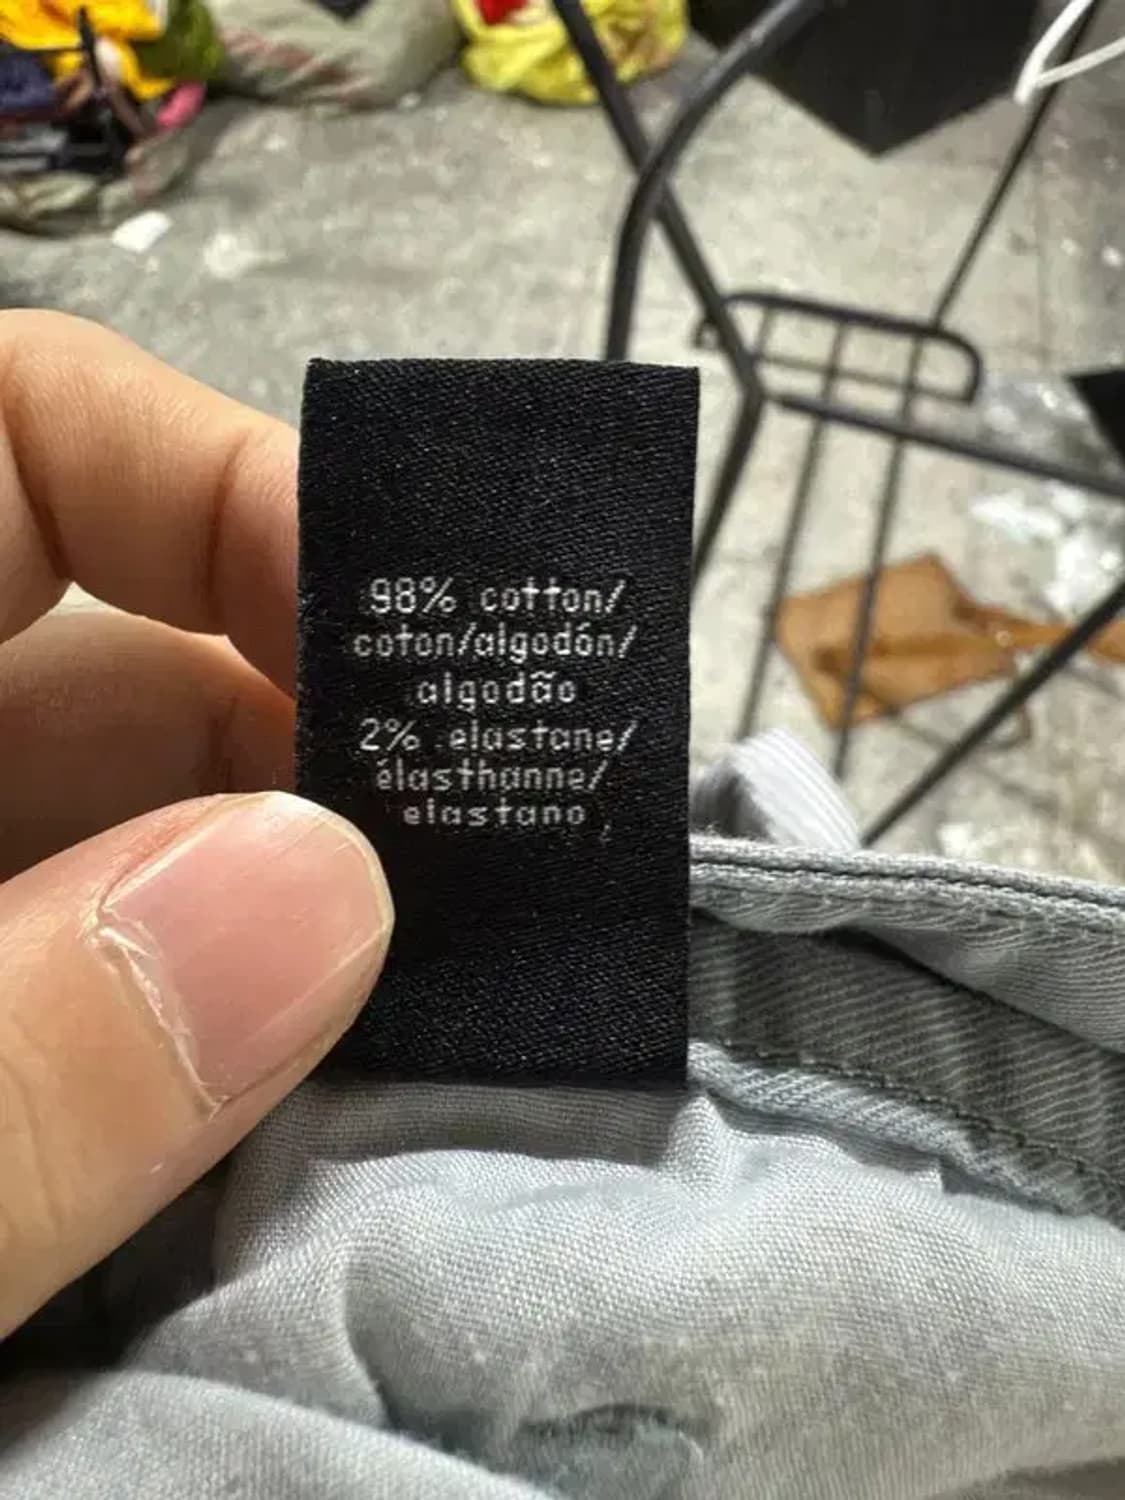 98% cotton/
coton/algodón/
algodão
2% elastane/
élasthanne/
elastano